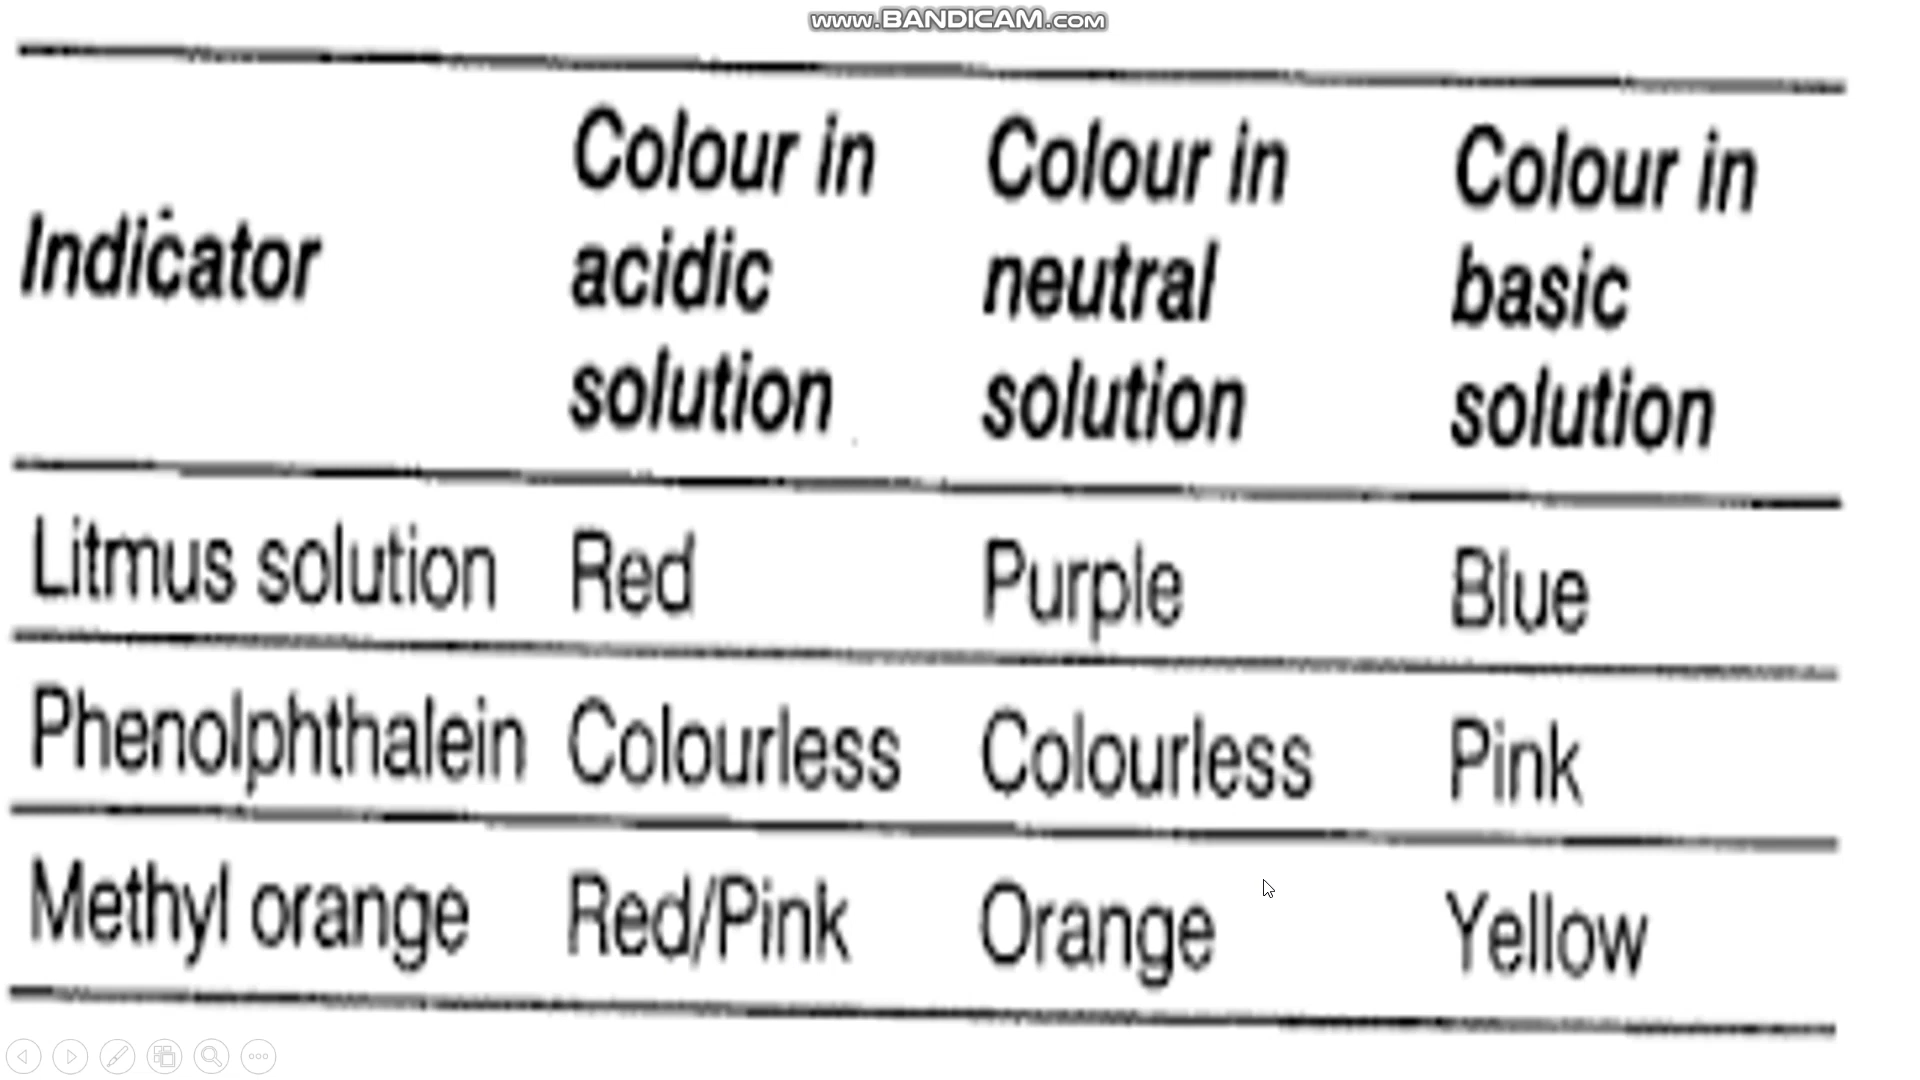 www.BANDICAM.com
Indicator Colour in acidic solution Colour in neutral solution Colour in basic solution
Litmus solution Red Purple Blue
Phenolphthalein Colourless Colourless Pink
Methyl orange Red/Pink Orange Yellow